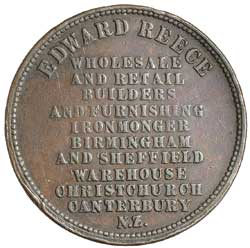 EDWARD REECE
WHOLESALE
AND RETAIL
BUILDERS
AND FURNISHING
IRONMONGER
BIRMINGHAM
AND SHEFFIELD
WAREHOUSE
CHRISTCHURCH
CANTERBURY
N.Z.